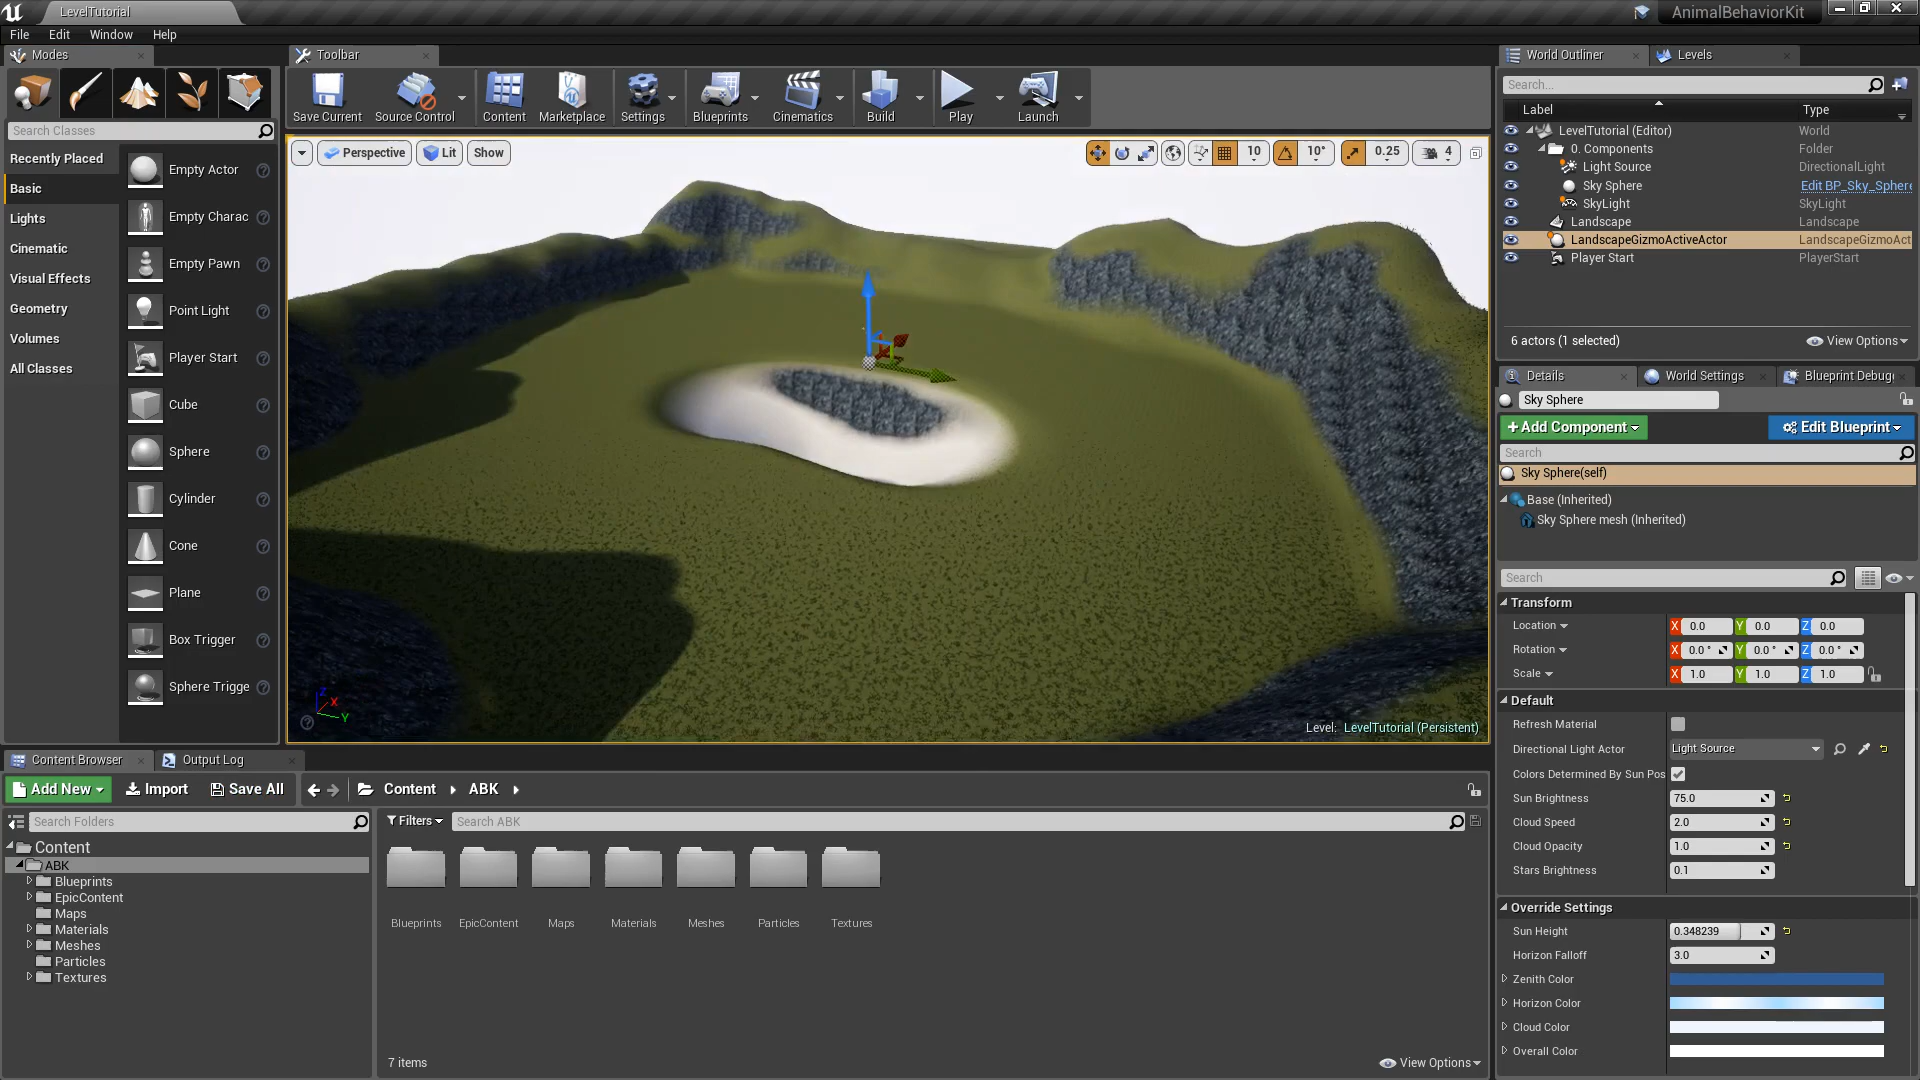 LevelTutorial
AnimalBehaviorKit
File Edit Window Help
Modes
Toolbar
World Outliner
Levels
Search Classes
Recently Placed
Basic
Lights
Cinematic
Visual Effects
Geometry
Volumes
All Classes
Empty Actor
Empty Charac
Empty Pawn
Point Light
Player Start
Cube
Sphere
Cylinder
Cone
Plane
Box Trigger
Sphere Trigge
Save Current
Source Control
Content
Marketplace
Settings
Blueprints
Cinematics
Build
Play
Launch
Perspective
Lit
Show
10
10°
0.25
4
Z
X
Y
Level: LevelTutorial (Persistent)
Search...
Label Type
LevelTutorial (Editor) World
0. Components Folder
Light Source DirectionalLight
Sky Sphere Edit BP_Sky_Sphere
SkyLight SkyLight
Landscape Landscape
LandscapeGizmoActiveActor LandscapeGizmoAct
Player Start PlayerStart
6 actors (1 selected)
View Options
Details
World Settings
Blueprint Debug
Sky Sphere
+Add Component
Edit Blueprint
Search
Sky Sphere(self)
Base (Inherited)
Sky Sphere mesh (Inherited)
Search
Transform
Location X 0.0 Y 0.0 Z 0.0
Rotation X 0.0 ° Y 0.0 ° Z 0.0 °
Scale X 1.0 Y 1.0 Z 1.0
Default
Refresh Material
Directional Light Actor Light Source
Colors Determined By Sun Pos
Sun Brightness 75.0
Cloud Speed 2.0
Cloud Opacity 1.0
Stars Brightness 0.1
Override Settings
Sun Height 0.348239
Horizon Falloff 3.0
Zenith Color
Horizon Color
Cloud Color
Overall Color
Content Browser
Output Log
Add New
Import
Save All
Content
ABK
Search Folders
Filters
Search ABK
Content
ABK
Blueprints
EpicContent
Maps
Materials
Meshes
Particles
Textures
Blueprints
EpicContent
Maps
Materials
Meshes
Particles
Textures
7 items
View Options